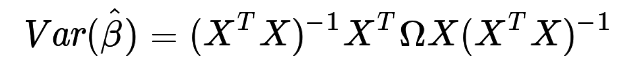 Var(β̂) = (XᵀX)⁻¹XᵀΩX(XᵀX)⁻¹